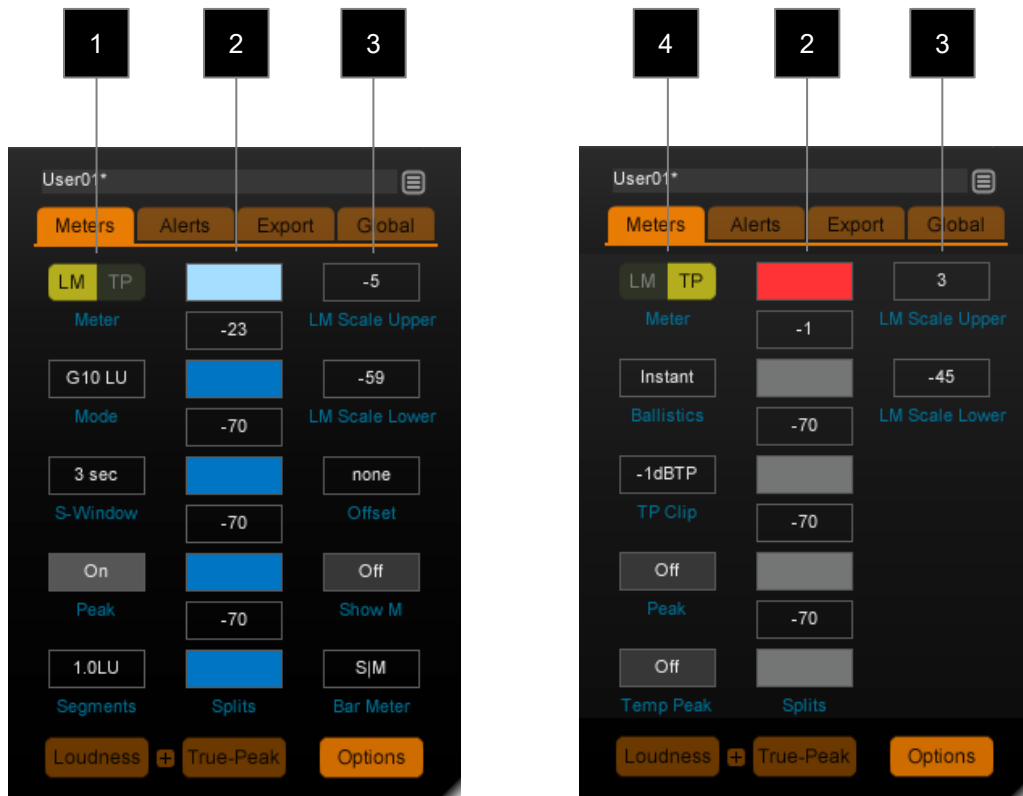 1 2 3
User01*
Meters Alerts Export Global
LM TP -5
Meter -23 LM Scale Upper
G10 LU -59
Mode -70 LM Scale Lower
3 sec none
S-Window -70 Offset
On Off
Peak -70 Show M
1.0LU S|M
Segments Splits Bar Meter
Loudness + True-Peak Options
4 2 3
User01*
Meters Alerts Export Global
LM TP 3
Meter -1 LM Scale Upper
Instant -45
Ballistics -70 LM Scale Lower
-1dBTP
TP Clip -70
Off
Peak -70
Off
Temp Peak Splits
Loudness + True-Peak Options